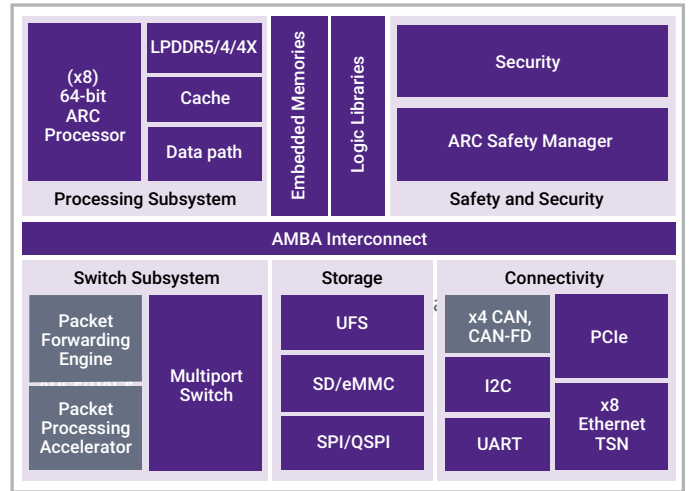 (x8)
64-bit
ARC
Processor
LPDDR5/4/4X
Cache
Data path
Processing Subsystem
Embedded Memories
Logic Libraries
Security
ARC Safety Manager
Safety and Security
AMBA Interconnect
Switch Subsystem
Packet
Forwarding
Engine
Packet
Processing
Accelerator
Multiport
Switch
Storage
UFS
SD/eMMC
SPI/QSPI
Connectivity
x4 CAN,
CAN-FD
I2C
UART
PCIe
x8
Ethernet
TSN